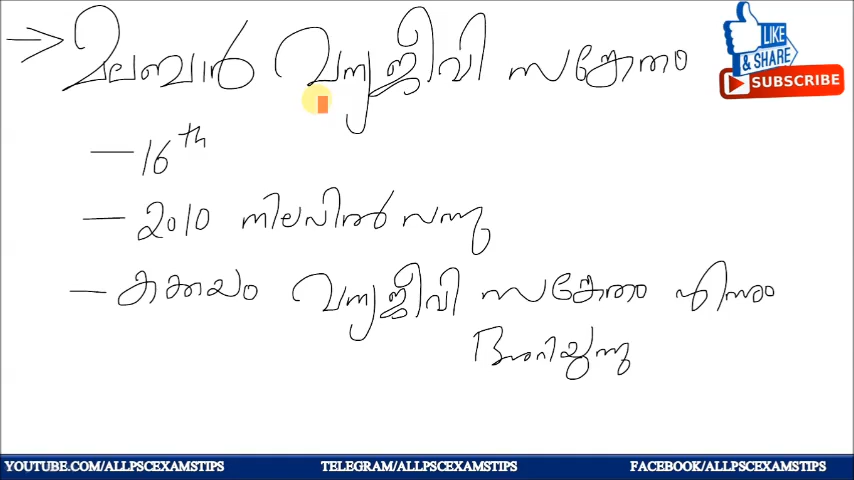 മലബാർ വന്യജീവി സങ്കേതം
LIKE
& SHARE
SUBSCRIBE
– 16th
– 2010 നിലവിൽ വന്നു
– കക്കയം വന്യജീവി സങ്കേതം എന്നും
അറിയുന്നു
YOUTUBE.COM/ALLPSCEXAMSTIPS TELEGRAM/ALLPSCEXAMSTIPS FACEBOOK/ALLPSCEXAMSTIPS